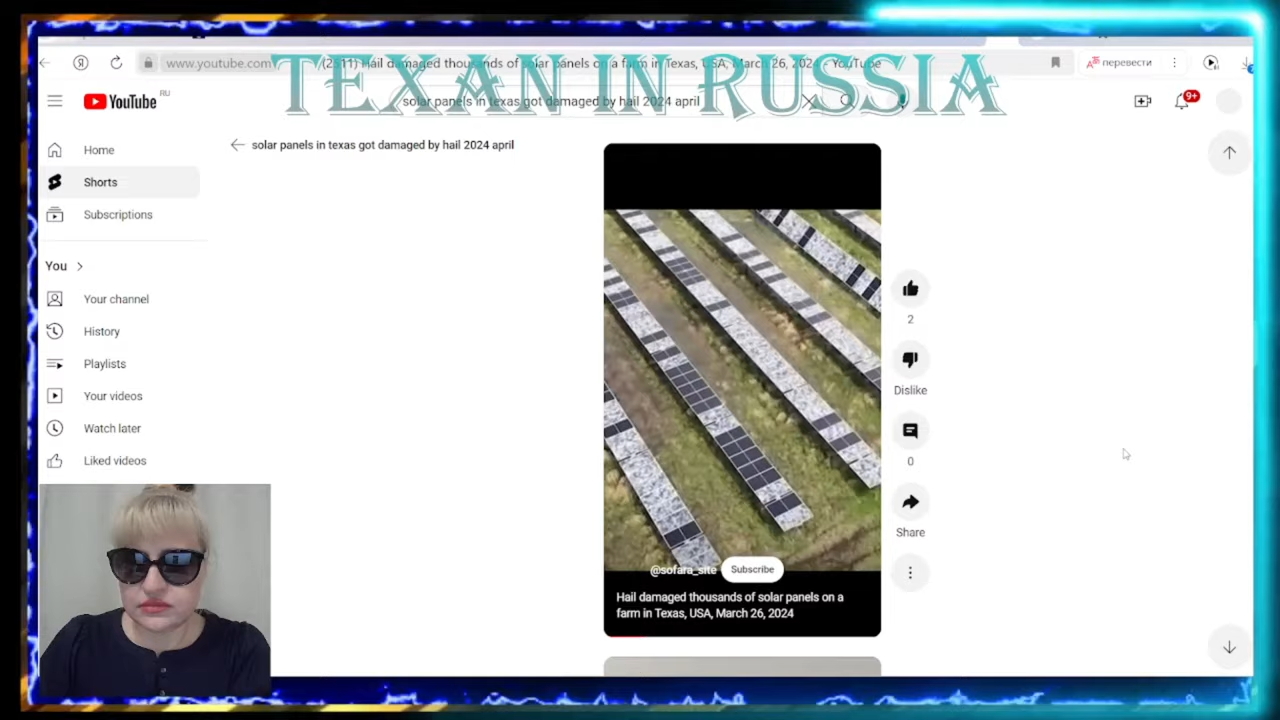 TEXAN IN RUSSIA
www.youtube.com
(2511) Hail damaged thousands of solar panels on a farm in Texas, USA, March 26, 2024 - YouTube
перевести
YouTube RU
solar panels in texas got damaged by hail 2024 april
9+
Home
solar panels in texas got damaged by hail 2024 april
Shorts
Subscriptions
You
Your channel
History
Playlists
Your videos
Watch later
Liked videos
2
Dislike
0
Share
@sofara_site
Subscribe
Hail damaged thousands of solar panels on a
farm in Texas, USA, March 26, 2024